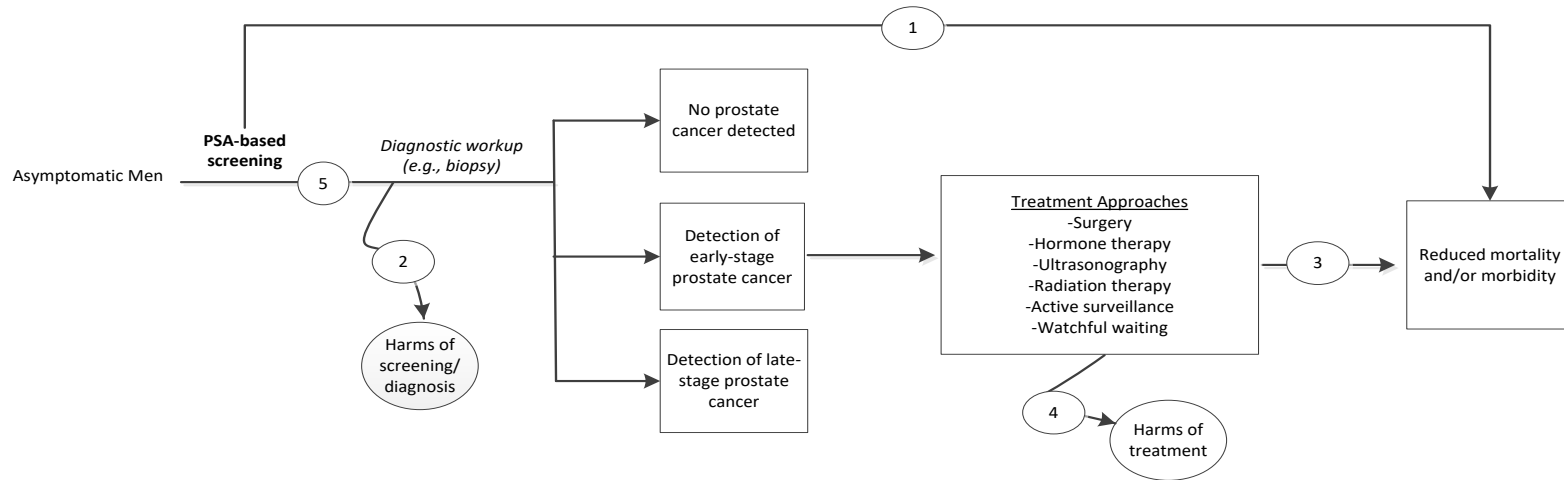 1
PSA-based
screening
Asymptomatic Men
5
Diagnostic workup
(e.g., biopsy)
2
Harms of
screening/
diagnosis
No prostate
cancer detected
Detection of
early-stage
prostate cancer
Detection of late-
stage prostate
cancer
Treatment Approaches
-Surgery
-Hormone therapy
-Ultrasonography
-Radiation therapy
-Active surveillance
-Watchful waiting
4
Harms of
treatment
3
Reduced mortality
and/or morbidity